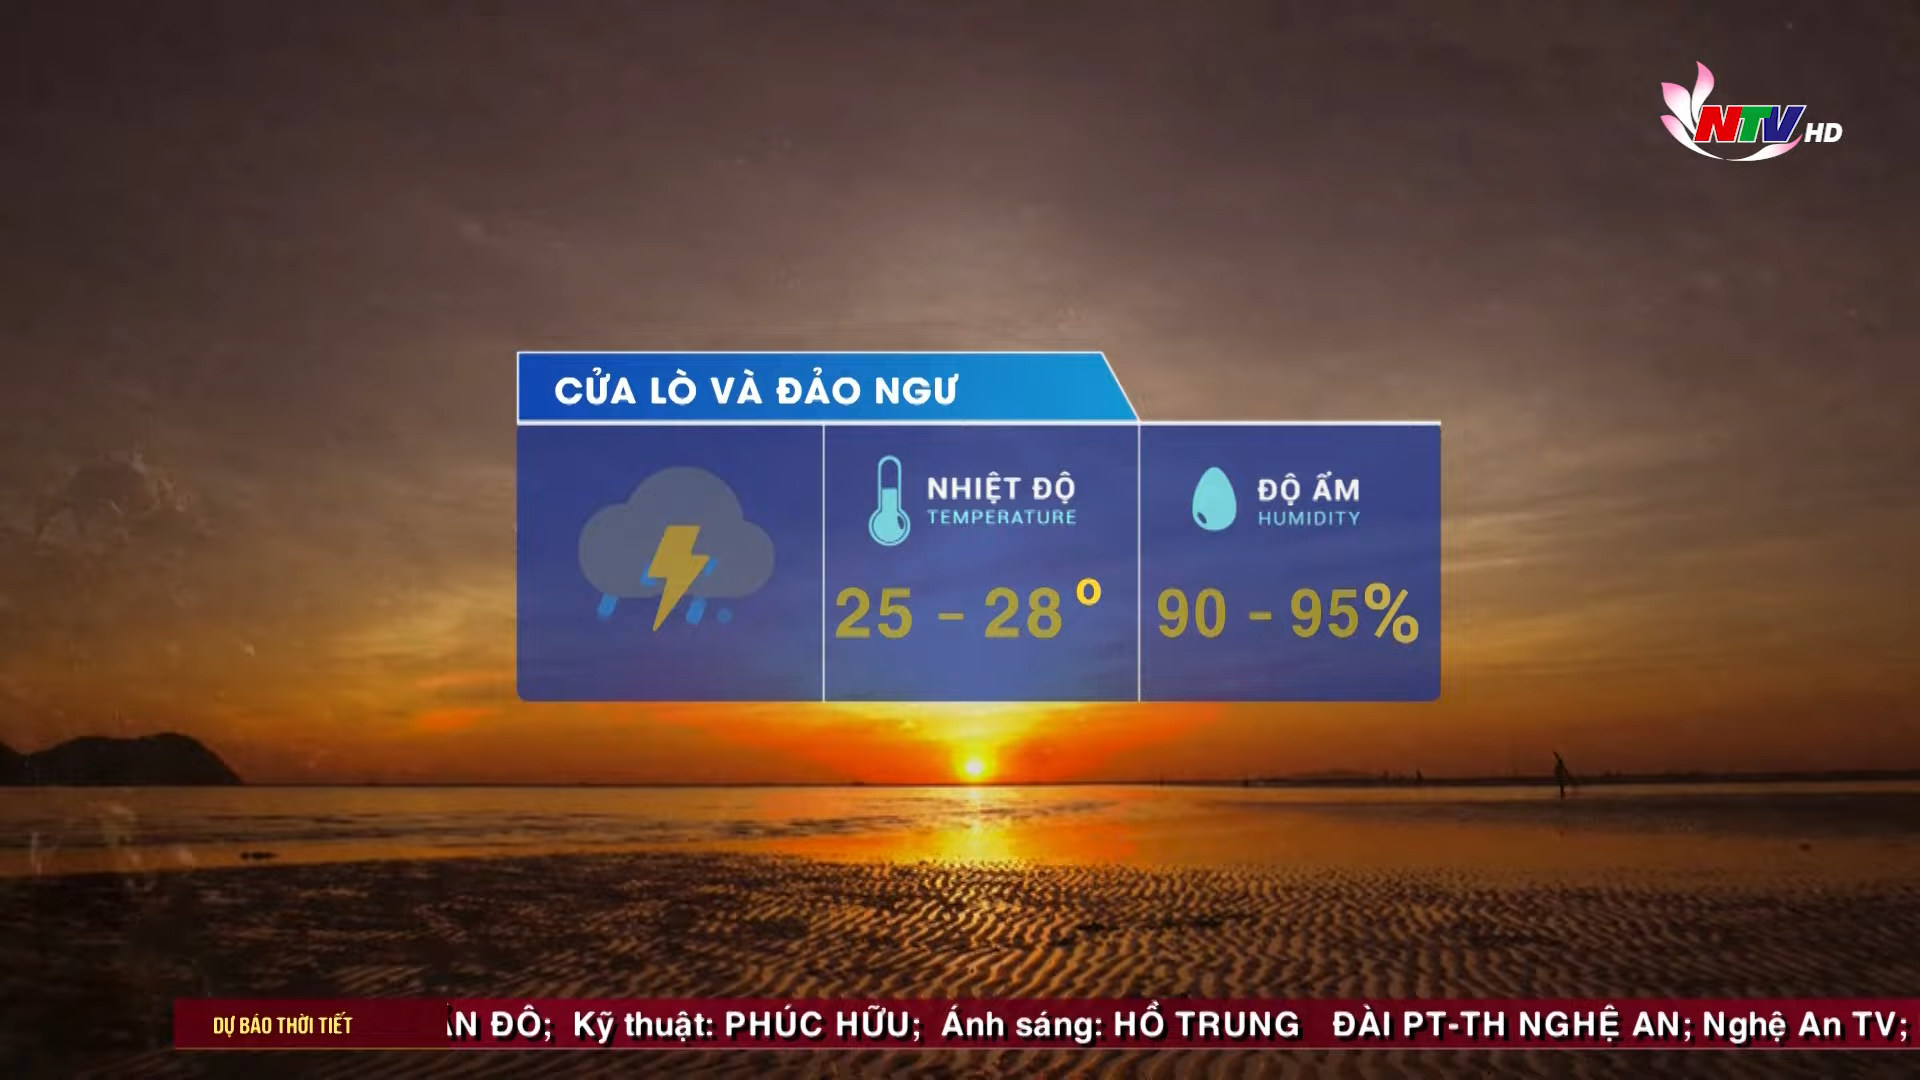 NTV HD
CỬA LÒ VÀ ĐẢO NGƯ
NHIỆT ĐỘ
TEMPERATURE
25 - 28°
ĐỘ ẨM
HUMIDITY
90 - 95%
DỰ BÁO THỜI TIẾT
ĐÔ; Kỹ thuật: PHÚC HỮU; Ánh sáng: HỒ TRUNG ĐÀI PT-TH NGHỆ AN; Nghệ An TV;